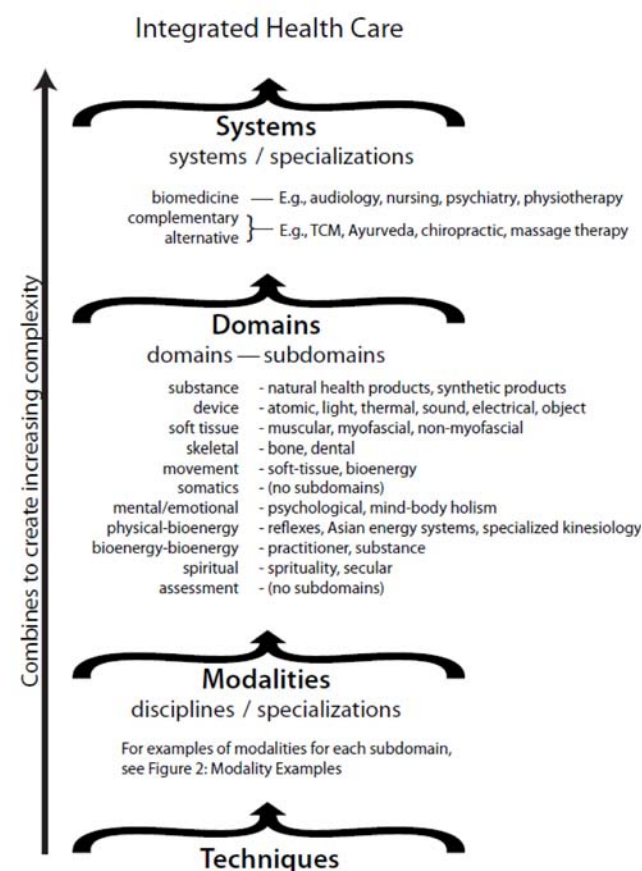 Integrated Health Care
Systems
systems / specializations
biomedicine — E.g., audiology, nursing, psychiatry, physiotherapy
complementary
alternative } — E.g., TCM, Ayurveda, chiropractic, massage therapy
Domains
domains — subdomains
substance - natural health products, synthetic products
device - atomic, light, thermal, sound, electrical, object
soft tissue - muscular, myofascial, non-myofascial
skeletal - bone, dental
movement - soft-tissue, bioenergy
somatics - (no subdomains)
mental/emotional - psychological, mind-body holism
physical-bioenergy - reflexes, Asian energy systems, specialized kinesiology
bioenergy-bioenergy - practitioner, substance
spiritual - sprituality, secular
assessment - (no subdomains)
Modalities
disciplines / specializations
For examples of modalities for each subdomain,
see Figure 2: Modality Examples
Techniques
Combines to create increasing complexity